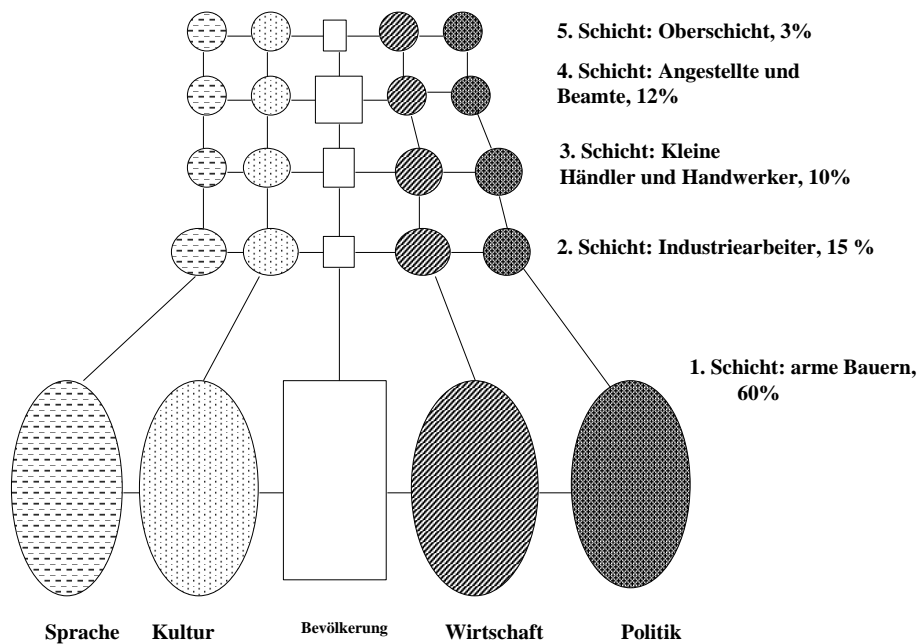 5. Schicht: Oberschicht, 3%
4. Schicht: Angestellte und
Beamte, 12%
3. Schicht: Kleine
Händler und Handwerker, 10%
2. Schicht: Industriearbeiter, 15 %
1. Schicht: arme Bauern,
60%
Sprache Kultur Bevölkerung Wirtschaft Politik